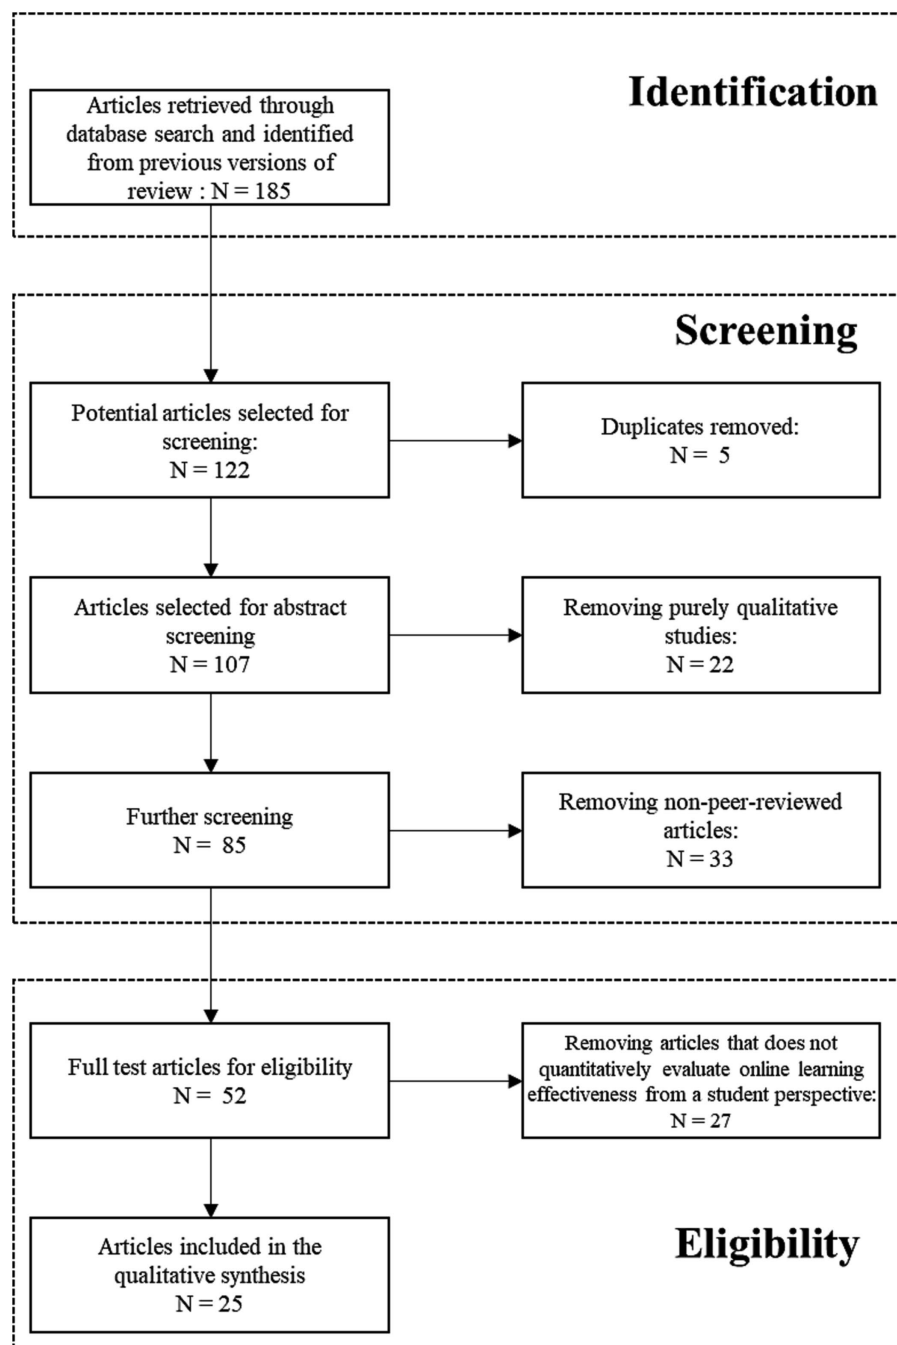 Identification
Articles retrieved through
database search and identified
from previous versions of
review : N = 185
Screening
Potential articles selected for
screening:
N = 122
Duplicates removed:
N = 5
Articles selected for abstract
screening
N = 107
Removing purely qualitative
studies:
N = 22
Further screening
N = 85
Removing non-peer-reviewed
articles:
N = 33
Full test articles for eligibility
N = 52
Removing articles that does not
quantitatively evaluate online learning
effectiveness from a student perspective:
N = 27
Articles included in the
qualitative synthesis
N = 25
Eligibility